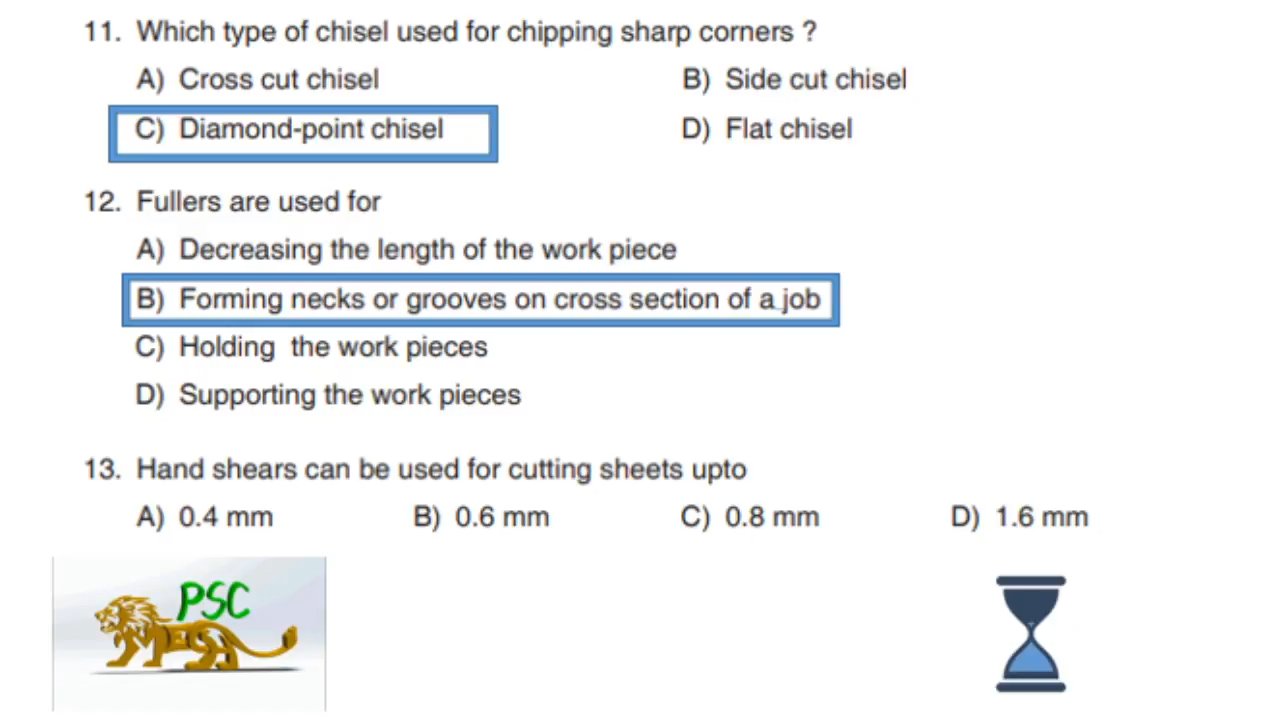 11. Which type of chisel used for chipping sharp corners ?
A) Cross cut chisel B) Side cut chisel
C) Diamond-point chisel D) Flat chisel
12. Fullers are used for
A) Decreasing the length of the work piece
B) Forming necks or grooves on cross section of a job
C) Holding the work pieces
D) Supporting the work pieces
13. Hand shears can be used for cutting sheets upto
A) 0.4 mm B) 0.6 mm C) 0.8 mm D) 1.6 mm
PSC